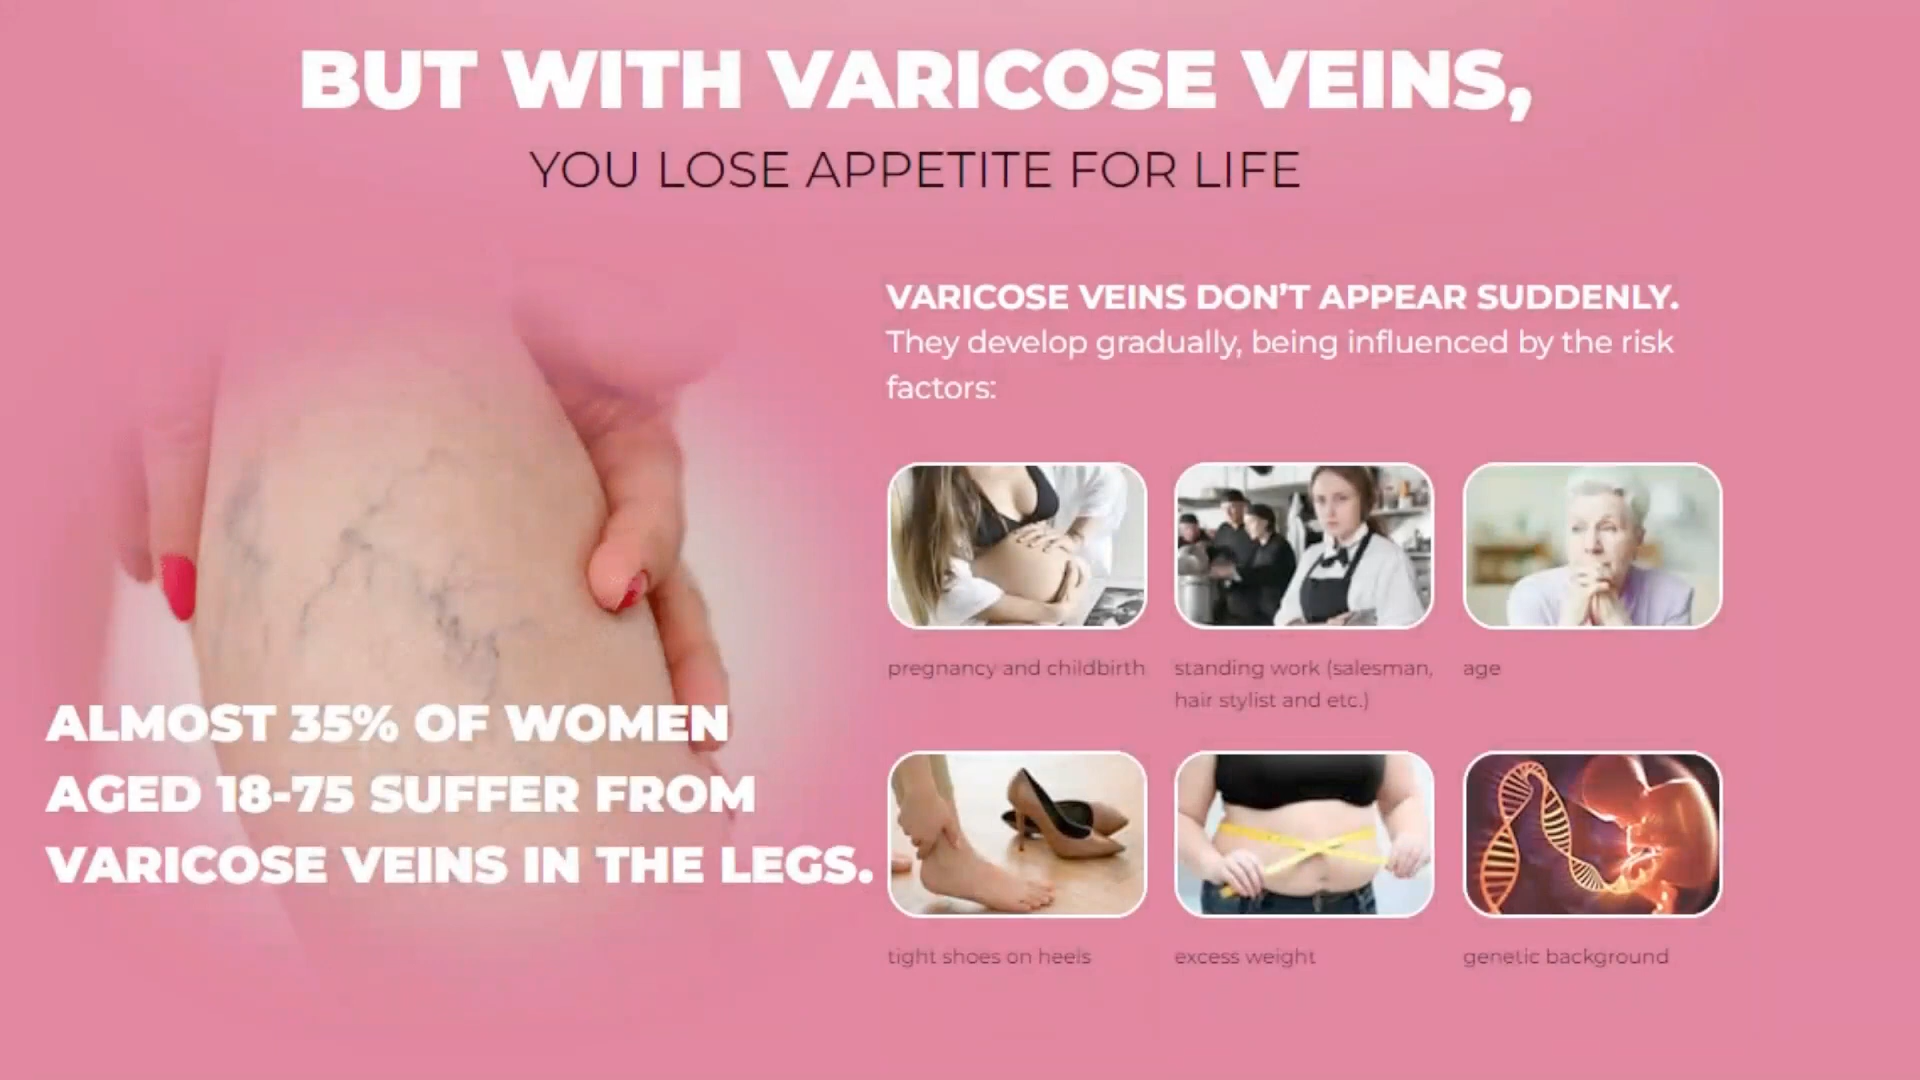 BUT WITH VARICOSE VEINS,
YOU LOSE APPETITE FOR LIFE
VARICOSE VEINS DON'T APPEAR SUDDENLY.
They develop gradually, being influenced by the risk
factors:
pregnancy and childbirth
standing work (salesman,
hair stylist and etc.)
age
ALMOST 35% OF WOMEN
AGED 18-75 SUFFER FROM
VARICOSE VEINS IN THE LEGS.
tight shoes on heels
excess weight
genetic background